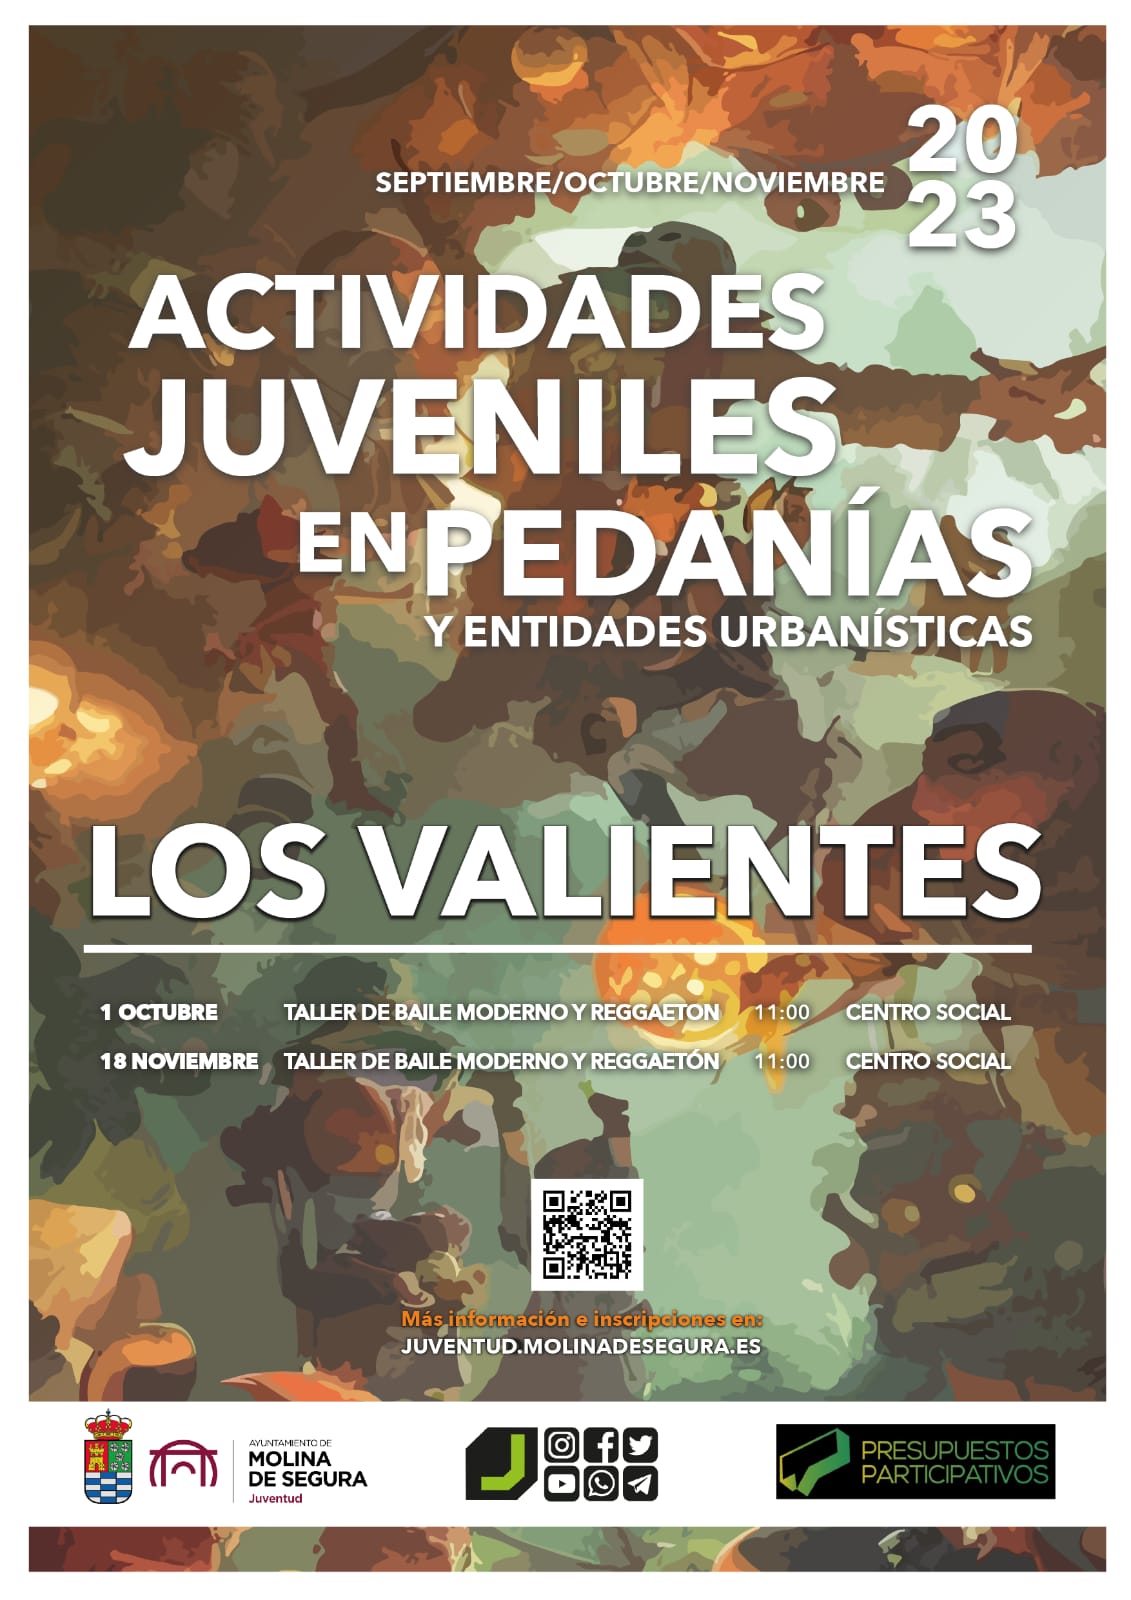 SEPTIEMBRE/OCTUBRE/NOVIEMBRE
20
23
ACTIVIDADES
JUVENILES
EN PEDANÍAS
Y ENTIDADES URBANÍSTICAS
LOS VALIENTES
1 OCTUBRE TALLER DE BAILE MODERNO Y REGGAETON 11:00 CENTRO SOCIAL
18 NOVIEMBRE TALLER DE BAILE MODERNO Y REGGAETÓN 11:00 CENTRO SOCIAL
Más información e inscripciones en:
JUVENTUD.MOLINADESEGURA.ES
AYUNTAMIENTO DE
MOLINA
DE SEGURA
Juventud
PRESUPUESTOS
PARTICIPATIVOS